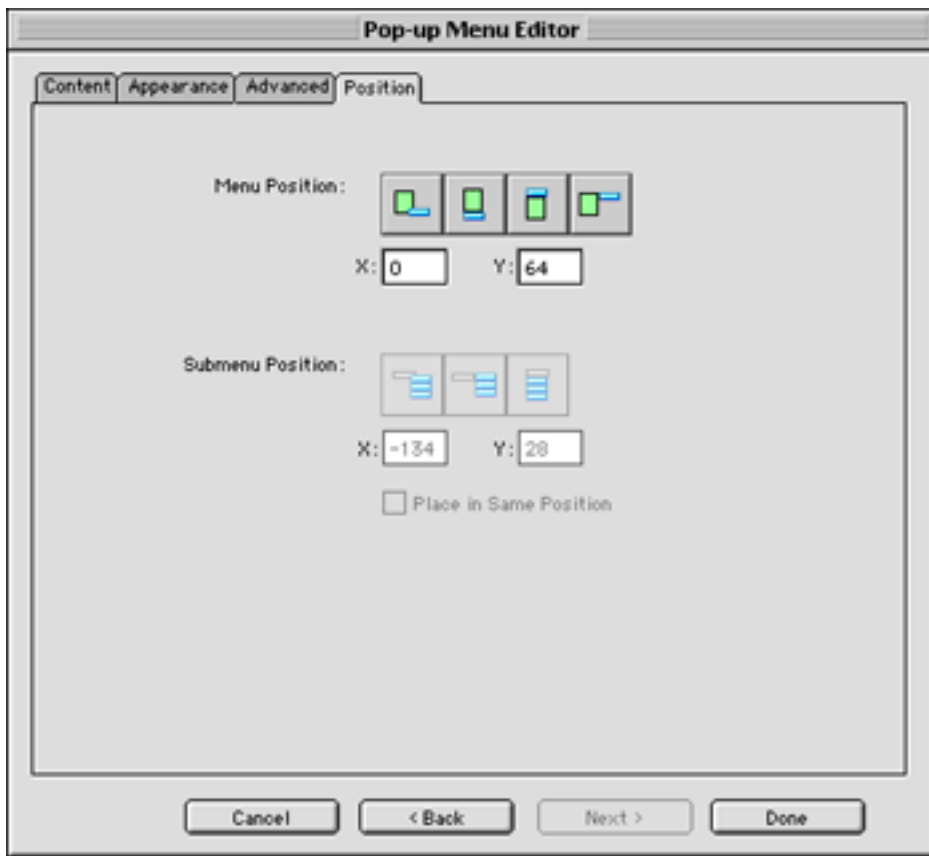 Pop-up Menu Editor
Content Appearance Advanced Position
Menu Position:
X: 0 Y: 64
Submenu Position:
X: -134 Y: 28
Place in Same Position
Cancel < Back Next > Done